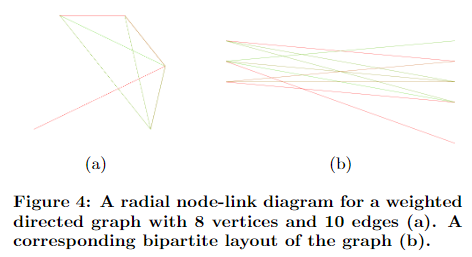 (a)
(b)
Figure 4: A radial node-link diagram for a weighted
directed graph with 8 vertices and 10 edges (a). A
corresponding bipartite layout of the graph (b).